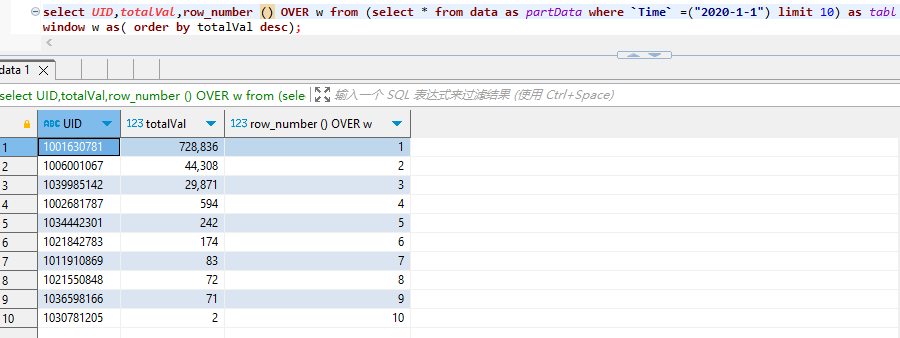 select UID,totalVal,row_number () OVER w from (select * from data as partData where `Time` =("2020-1-1") limit 10) as tabl
window w as( order by totalVal desc);
data 1
select UID,totalVal,row_number () OVER w from (sele 输入一个 SQL 表达式来过滤结果 (使用 Ctrl+Space)
ABC UID 123 totalVal 123 row_number () OVER w
1 1001630781 728,836 1
2 1006001067 44,308 2
3 1039985142 29,871 3
4 1002681787 594 4
5 1034442301 242 5
6 1021842783 174 6
7 1011910869 83 7
8 1021550848 72 8
9 1036598166 71 9
10 1030781205 2 10